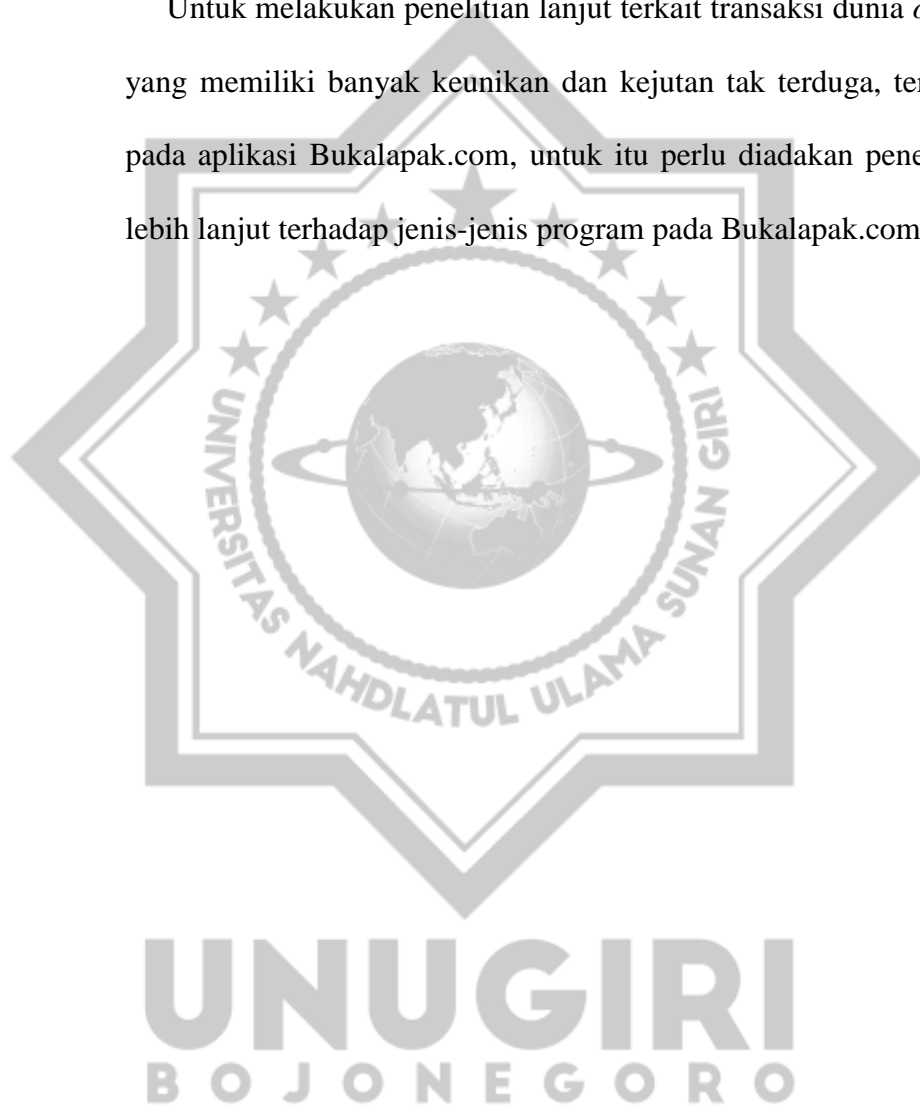 Untuk melakukan penelitian lanjut terkait transaksi dunia
yang memiliki banyak keunikan dan kejutan tak terduga,
pada aplikasi Bukalapak.com, untuk itu perlu diadakan
lebih lanjut terhadap jenis-jenis program pada Bukalapak.com
UNIVERSITAS NAHDLATUL ULAMA SUNAN GIRI
UNUGIRI
BOJONEGORO